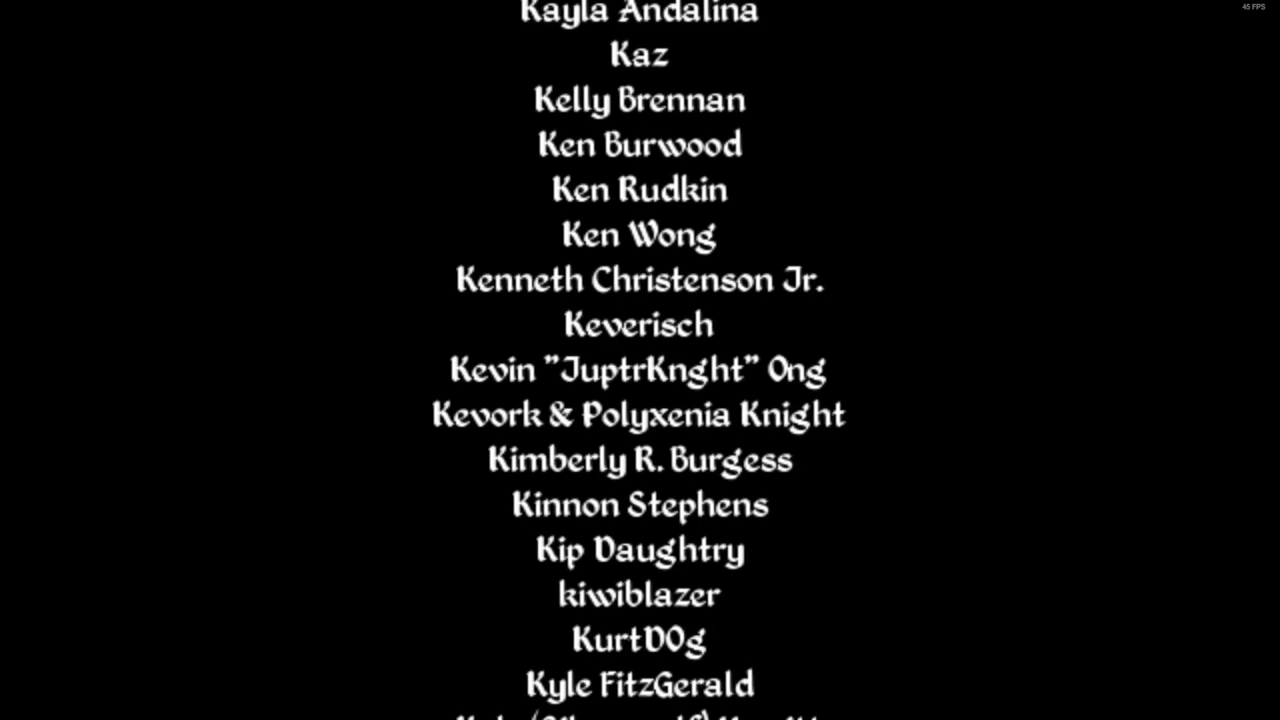 45 FPS
Kayla Andalina
Kaz
Kelly Brennan
Ken Burwood
Ken Rudkin
Ken Wong
Kenneth Christenson Jr.
Keverisch
Kevin "JuptrKnght" Ong
Kevork & Polyxenia Knight
Kimberly R. Burgess
Kinnon Stephens
Kip Daughtry
kiwiblazer
KurtD0g
Kyle FitzGerald